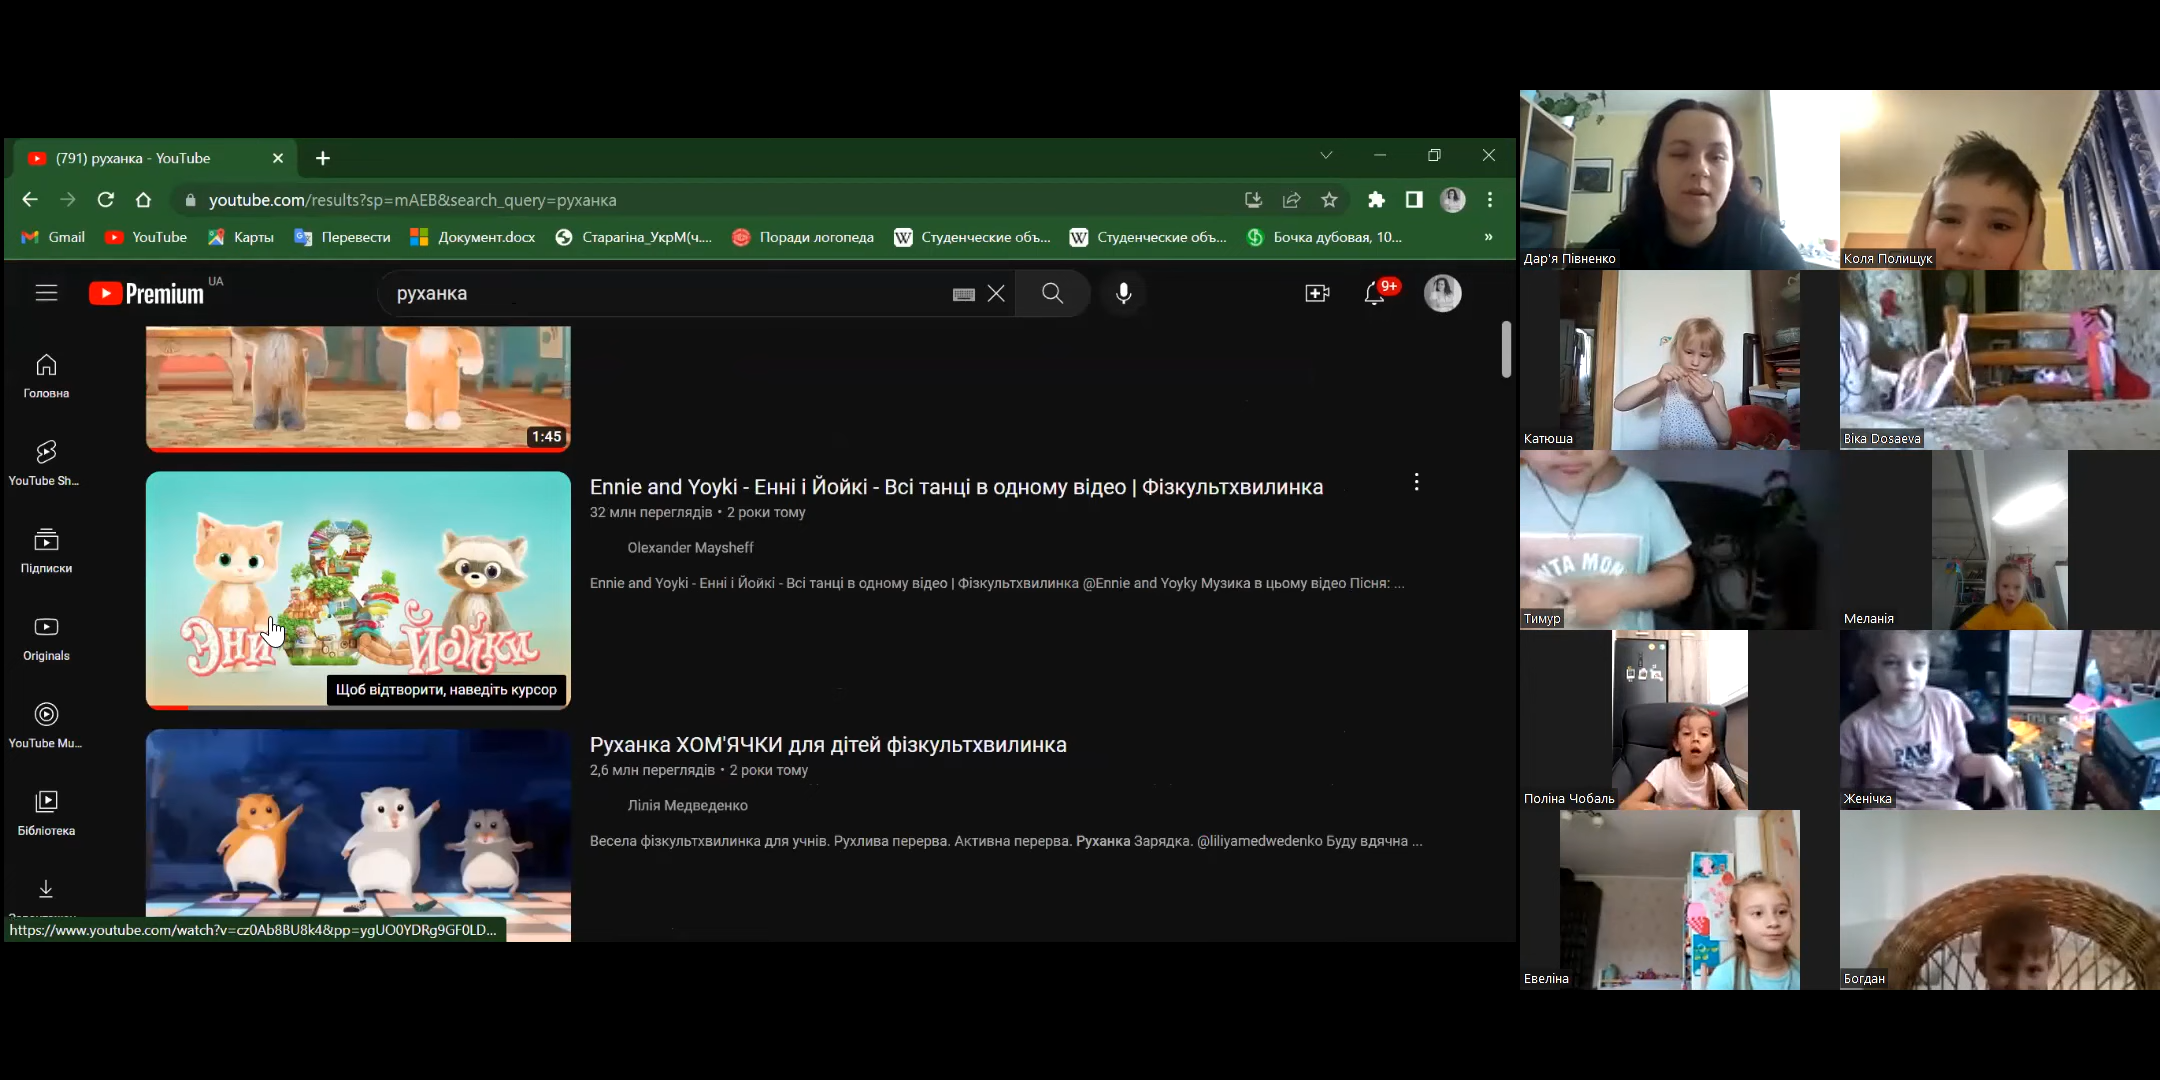 (791) руханка - YouTube
youtube.com/results?sp=mAEB&search_query=руханка
Gmail
YouTube
Карты
Перевести
Документ.docx
Старагіна_УкрМ(ч....
Поради логопеда
Студенческие объ...
Студенческие объ...
Бочка дубовая, 10...
»
Premium UA
руханка
9+
Головна
YouTube Sh...
Підписки
Originals
YouTube Mu...
Бібліотека
1:45
Эни
Йойки
Щоб відтворити, наведіть курсор
Ennie and Yoyki - Енні і Йойкі - Всі танці в одному відео | Фізкультхвилинка
32 млн переглядів • 2 роки тому
Olexander Maysheff
Ennie and Yoyki - Енні і Йойкі - Всі танці в одному відео | Фізкультхвилинка @Ennie and Yoyky Музика в цьому відео Пісня: ...
Руханка ХОМ'ЯЧКИ для дітей фізкультхвилинка
2,6 млн переглядів • 2 роки тому
Лілія Медведенко
Весела фізкультхвилинка для учнів. Рухлива перерва. Активна перерва. Руханка Зарядка. @liliyamedwedenko Буду вдячна ...
https://www.youtube.com/watch?v=cz0Ab8BU8k4&pp=ygUO0YDRg9GF0LD...
Дар'я Півненко
Коля Полищук
Катюша
Віка Dosaeva
Тимур
Меланія
Поліна Чобаль
PAW
Женічка
Евеліна
Богдан